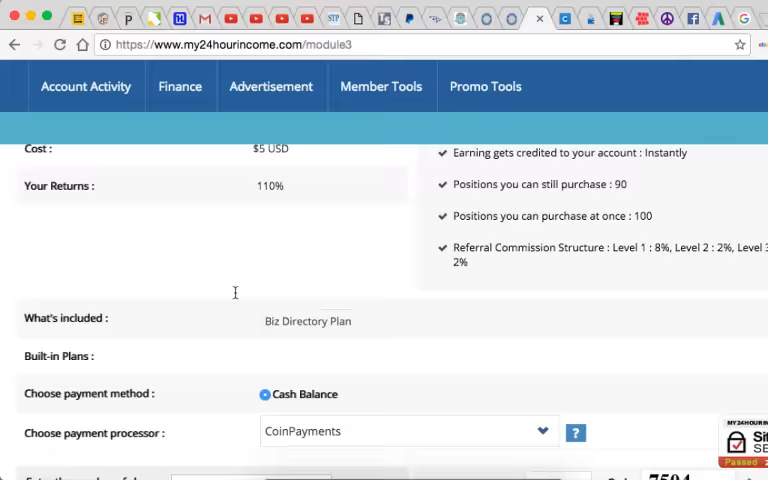 https://www.my24hourincome.com/module3
Account Activity
Finance
Advertisement
Member Tools
Promo Tools
Cost :
$5 USD
Your Returns :
110%
Earning gets credited to your account : Instantly
Positions you can still purchase : 90
Positions you can purchase at once : 100
Referral Commission Structure : Level 1 : 8%, Level 2 : 2%, Level 3
2%
What's included :
Biz Directory Plan
Built-in Plans :
Choose payment method :
Cash Balance
Choose payment processor :
CoinPayments
?
MY24HOURIN
Sit
SE
Passed